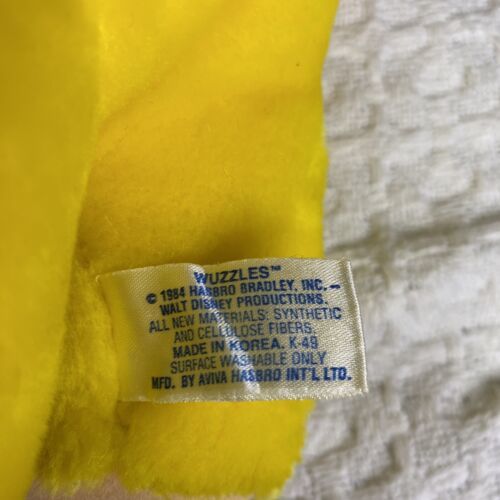 WUZZLES™
© 1984 HASBRO BRADLEY, INC. –
WALT DISNEY PRODUCTIONS.
ALL NEW MATERIALS: SYNTHETIC
AND CELLULOSE FIBERS.
MADE IN KOREA. K-49
SURFACE WASHABLE ONLY
MFD. BY AVIVA HASBRO INT'L LTD.